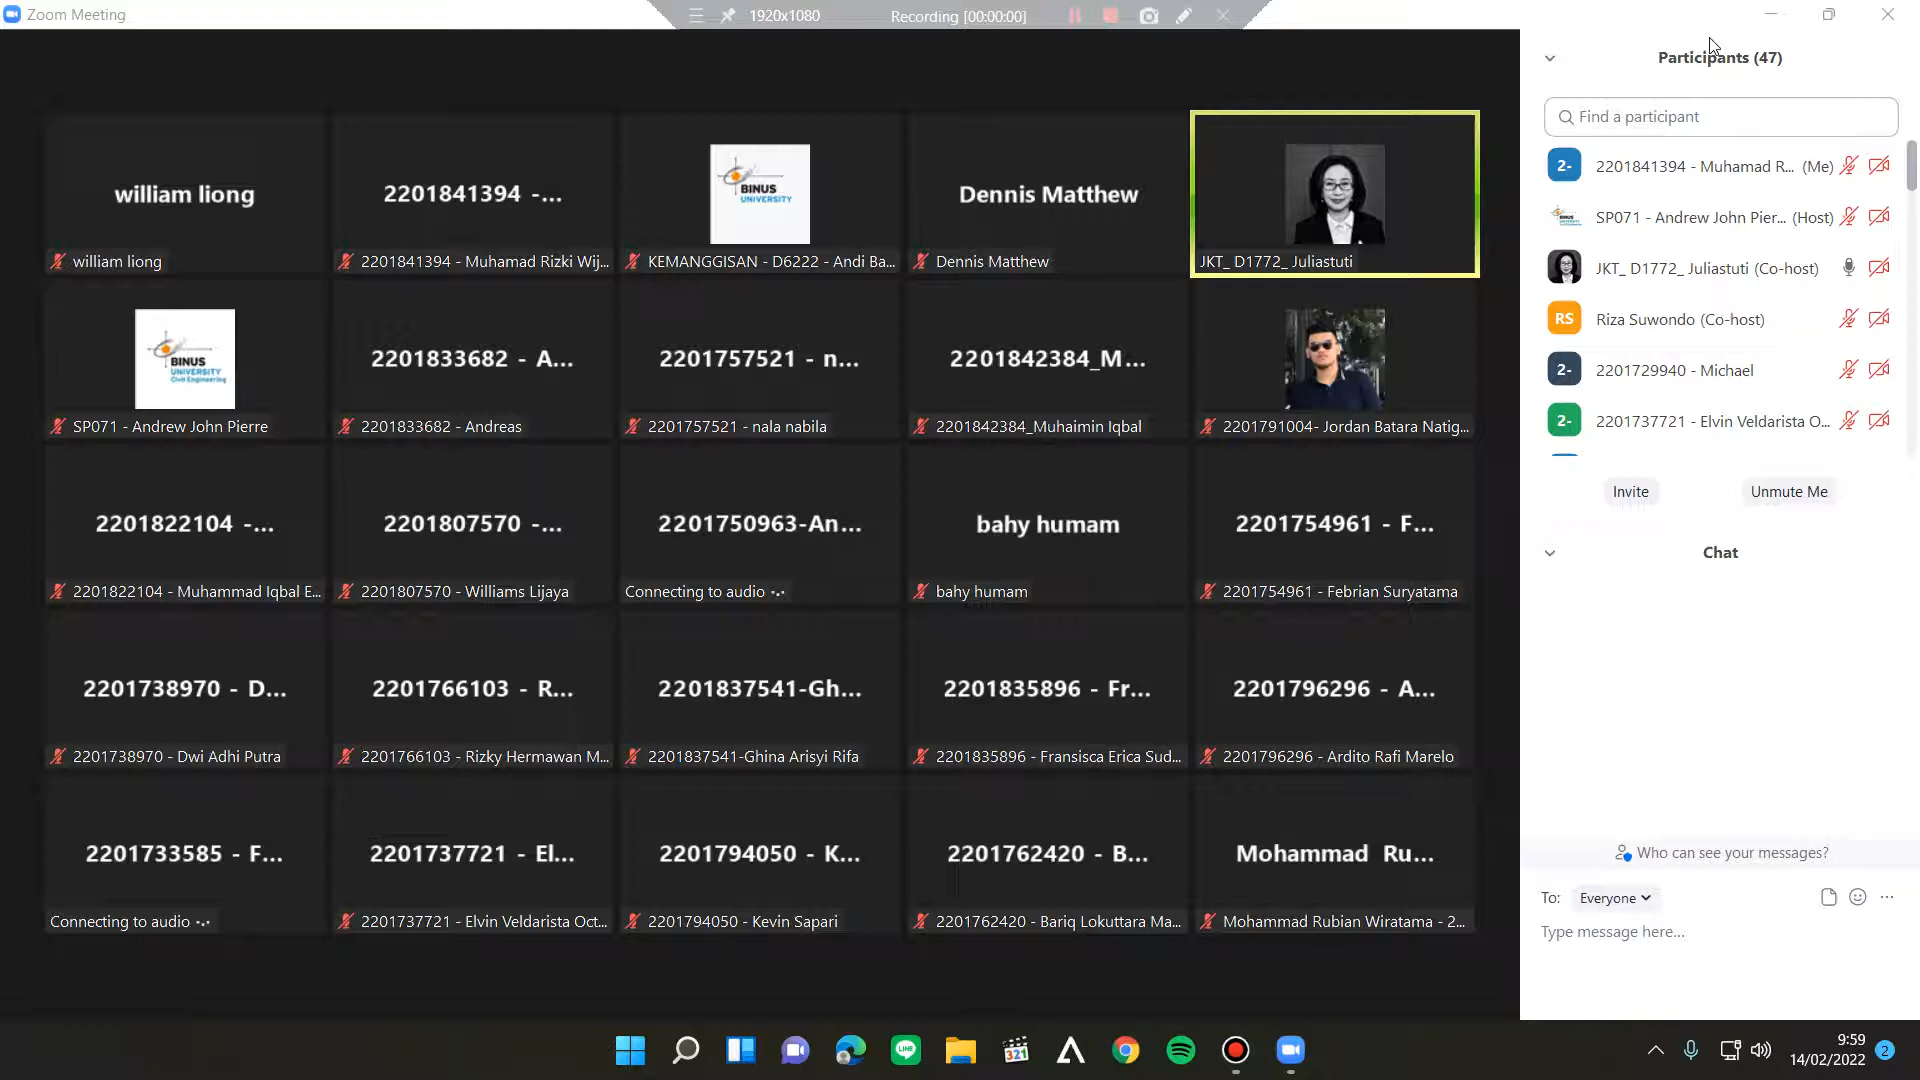 Zoom Meeting
1920x1080
Recording [00:00:00]
Participants (47)
Find a participant
2- 2201841394 - Muhamad R... (Me)
SP071 - Andrew John Pier... (Host)
JKT_ D1772_ Juliastuti (Co-host)
RS Riza Suwondo (Co-host)
2- 2201729940 - Michael
2- 2201737721 - Elvin Veldarista O...
Invite
Unmute Me
Chat
Who can see your messages?
To: Everyone
Type message here...
william liong
2201841394 -...
BINUS
UNIVERSITY
Dennis Matthew
william liong
2201841394 - Muhamad Rizki Wij...
KEMANGGISAN - D6222 - Andi Ba...
Dennis Matthew
JKT_ D1772_ Juliastuti
BINUS
UNIVERSITY
Civil Engineering
2201833682 - A...
2201757521 - n...
2201842384_M...
SP071 - Andrew John Pierre
2201833682 - Andreas
2201757521 - nala nabila
2201842384_Muhaimin Iqbal
2201791004- Jordan Batara Natig...
2201822104 -...
2201807570 -...
2201750963-An...
bahy humam
2201754961 - F...
2201822104 - Muhammad Iqbal E...
2201807570 - Williams Lijaya
Connecting to audio
bahy humam
2201754961 - Febrian Suryatama
2201738970 - D...
2201766103 - R...
2201837541-Gh...
2201835896 - Fr...
2201796296 - A...
2201738970 - Dwi Adhi Putra
2201766103 - Rizky Hermawan M...
2201837541-Ghina Arisyi Rifa
2201835896 - Fransisca Erica Sud...
2201796296 - Ardito Rafi Marelo
2201733585 - F...
2201737721 - El...
2201794050 - K...
2201762420 - B...
Mohammad Ru...
Connecting to audio
2201737721 - Elvin Veldarista Oct...
2201794050 - Kevin Sapari
2201762420 - Bariq Lokuttara Ma...
Mohammad Rubian Wiratama - 2...
LINE
321
9:59
14/02/2022
2